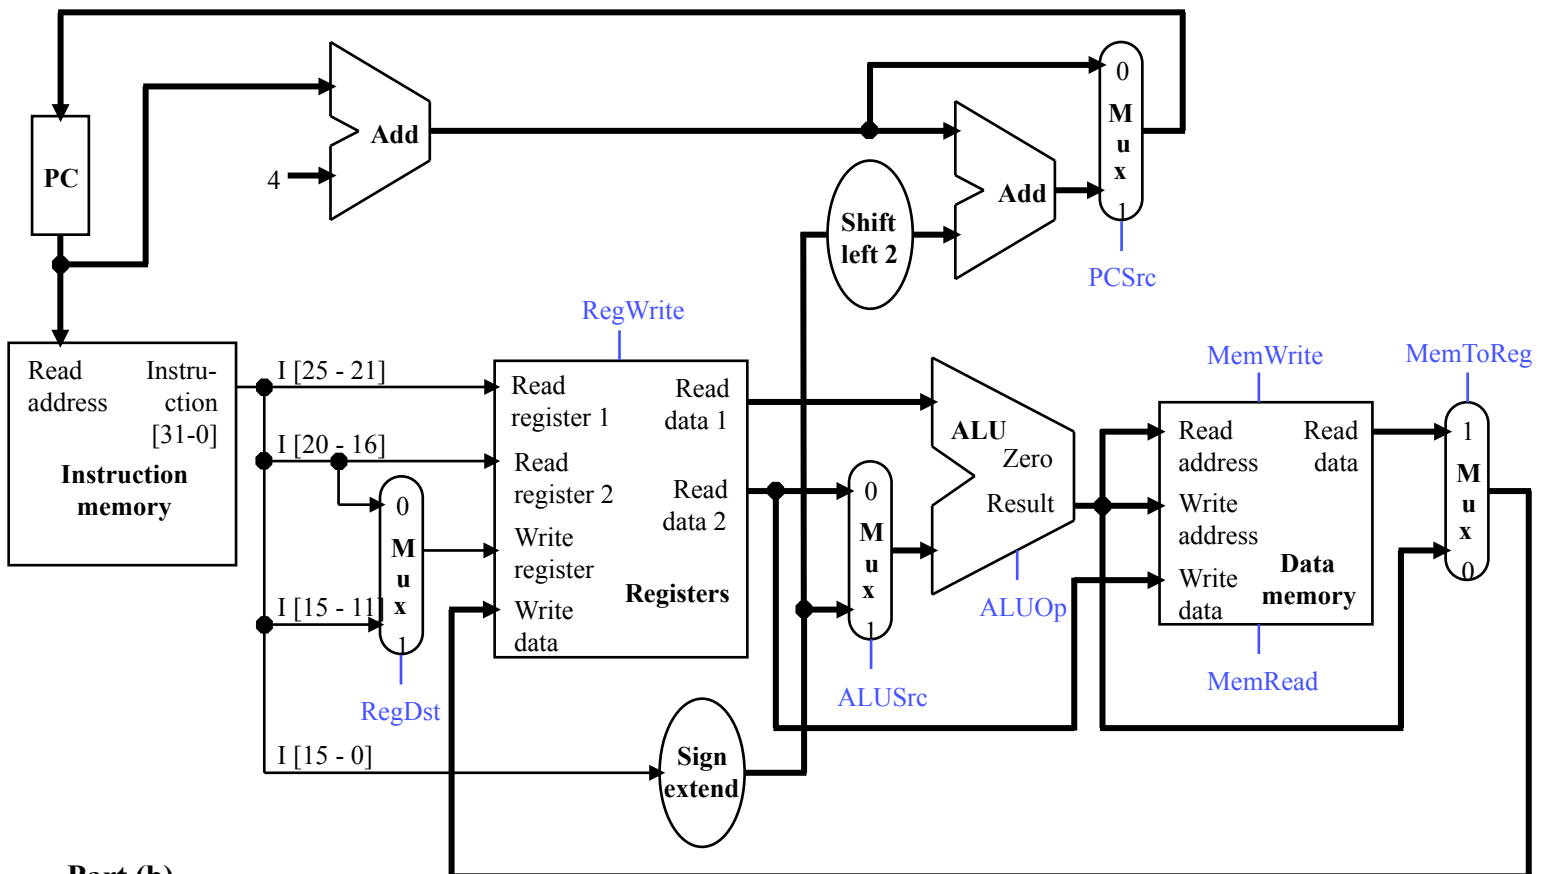 PC
Add
4
Shift
left 2
Add
0
M
u
x
1
PCSrc
RegWrite
Read
address
Instru-
ction
[31-0]
Instruction
memory
I [25 - 21]
I [20 - 16]
I [15 - 11]
I [15 - 0]
0
M
u
x
1
RegDst
Read
register 1
Read
register 2
Write
register
Write
data
Read
data 1
Read
data 2
Registers
Sign
extend
0
M
u
x
1
ALUSrc
ALU
Zero
Result
ALUOp
MemWrite
Read
address
Write
address
Write
data
Read
data
Data
memory
MemRead
MemToReg
1
M
u
x
0
Part (b)